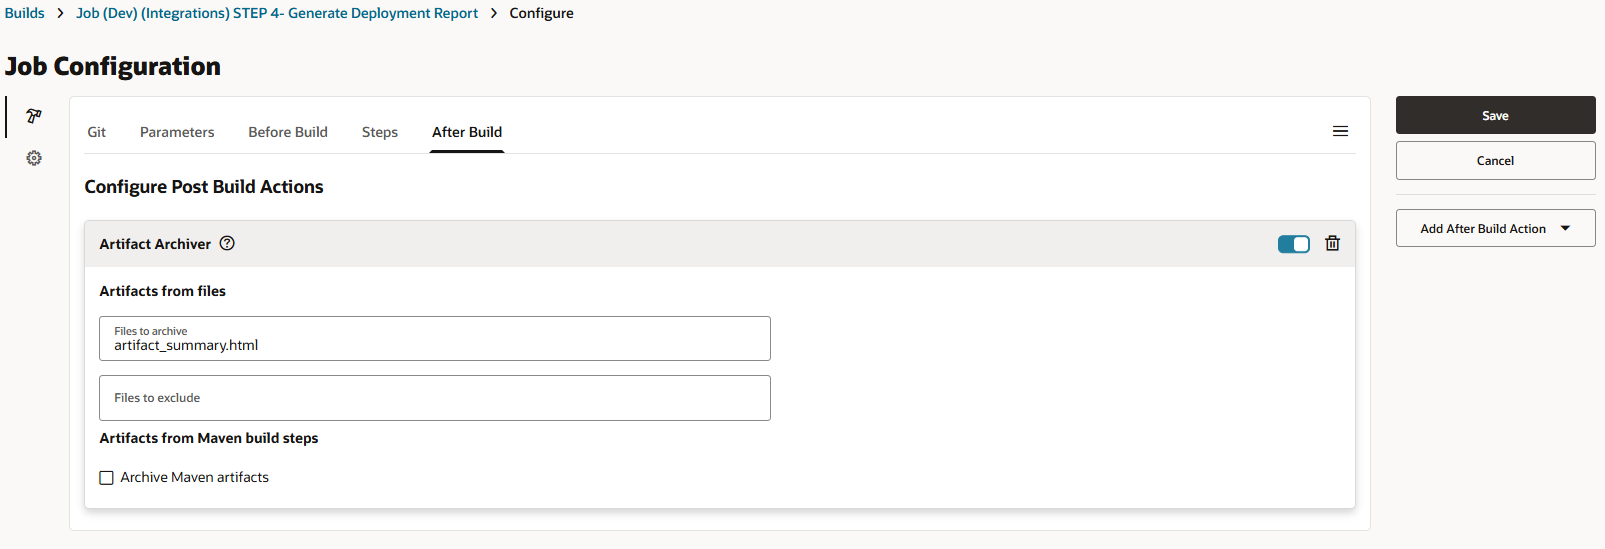 Builds > Job (Dev) (Integrations) STEP 4- Generate Deployment Report > Configure
Job Configuration
Git Parameters Before Build Steps After Build
Save
Cancel
Configure Post Build Actions
Add After Build Action
Artifact Archiver
Artifacts from files
Files to archive
artifact_summary.html
Files to exclude
Artifacts from Maven build steps
Archive Maven artifacts